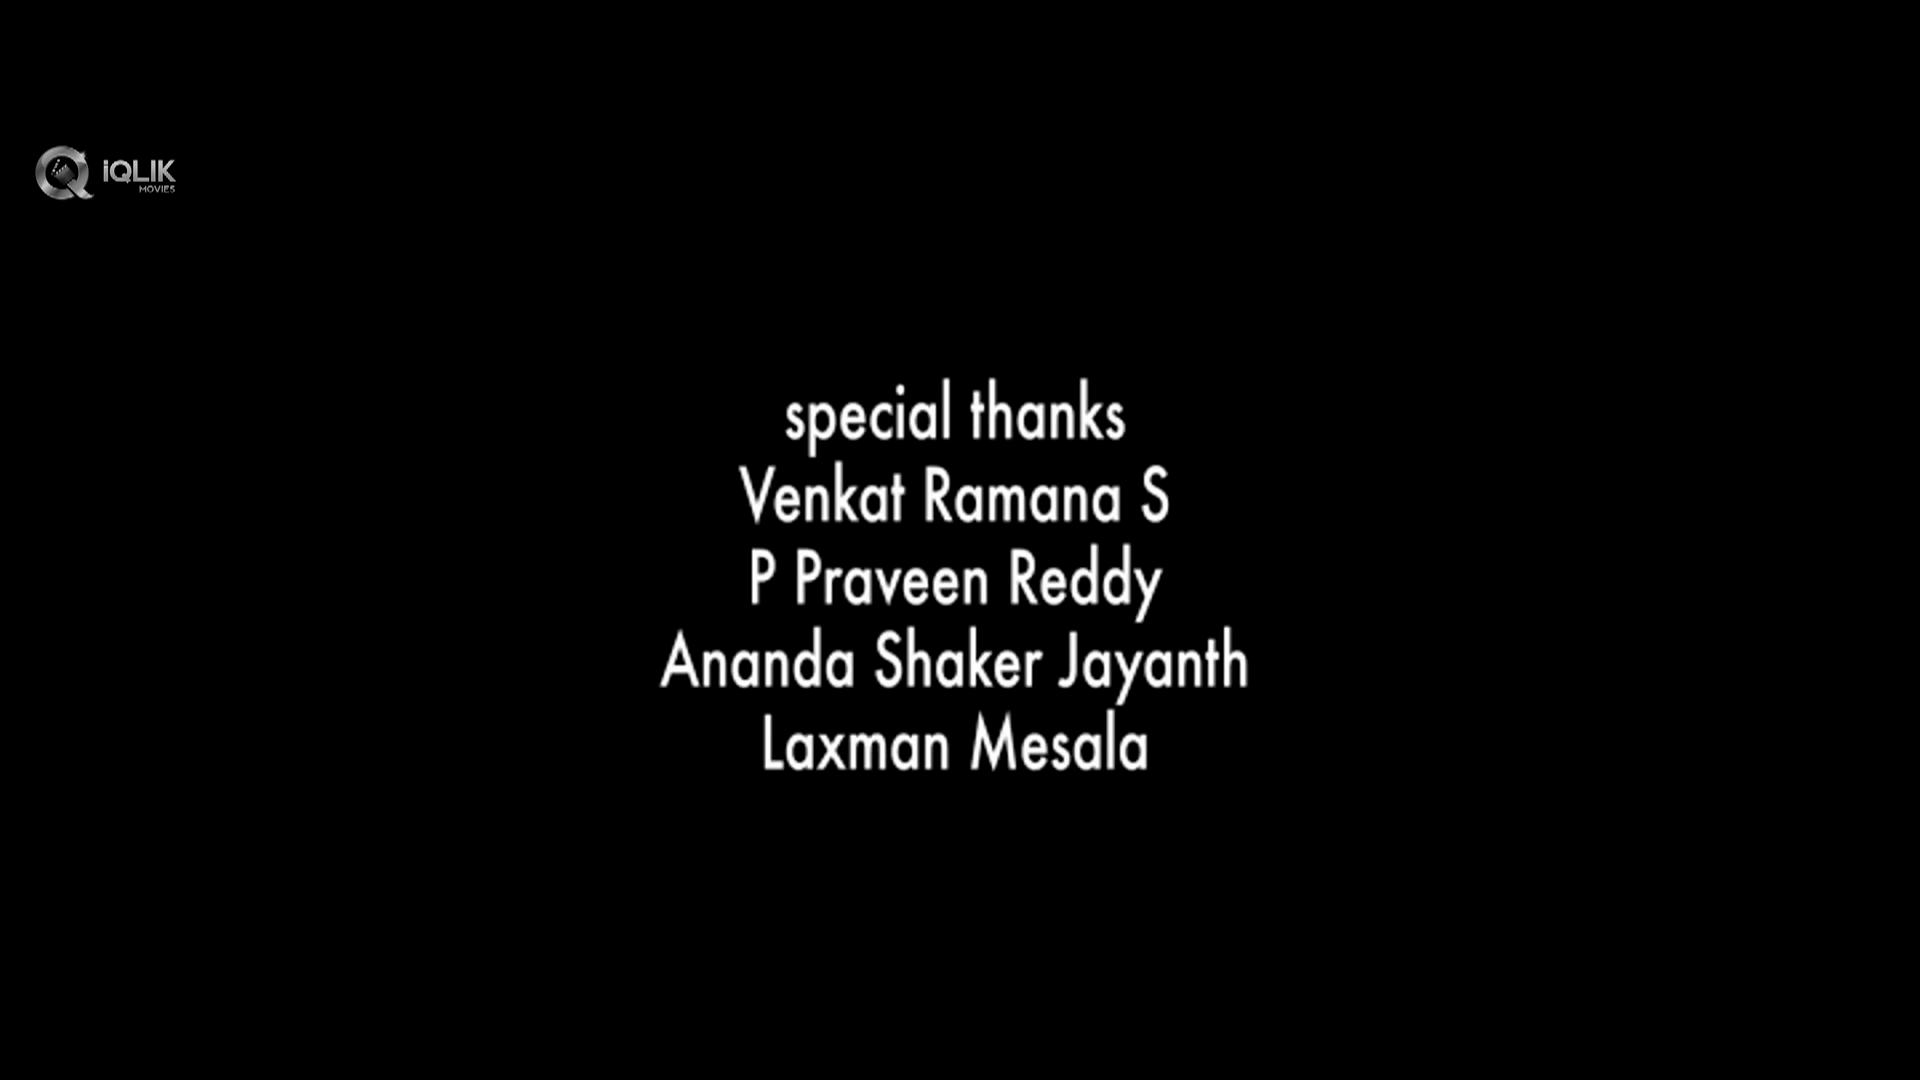 iQLIK
MOVIES
special thanks
Venkat Ramana S
P Praveen Reddy
Ananda Shaker Jayanth
Laxman Mesala